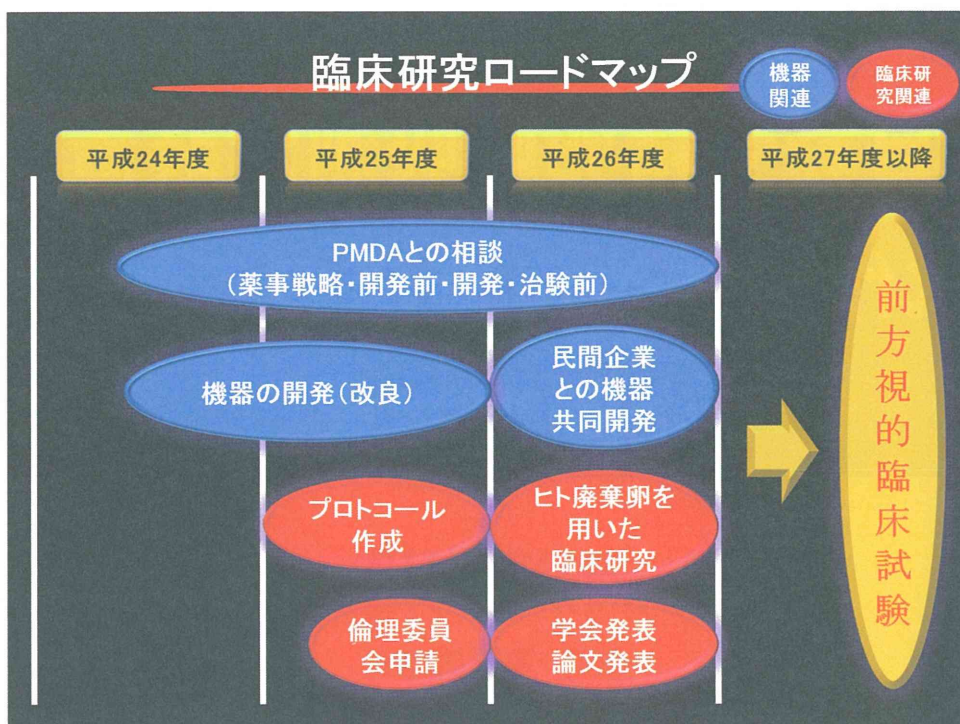 臨床研究ロードマップ
機器
関連
臨床研
究関連
平成24年度
平成25年度
平成26年度
平成27年度以降
PMDAとの相談
(薬事戦略・開発前・開発・治験前)
機器の開発(改良)
民間企業
との機器
共同開発
プロトコール
作成
ヒト廃棄卵を
用いた
臨床研究
倫理委員
会申請
学会発表
論文発表
前方視的臨床試験